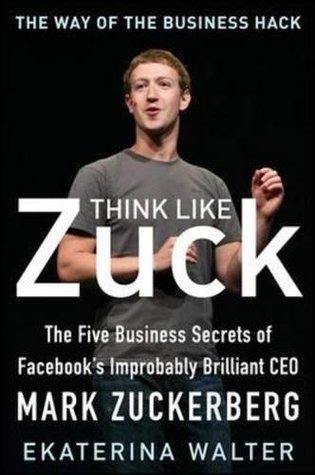 THE WAY OF THE BUSINESS HACK
THINK LIKE
Zuck
The Five Business Secrets of
Facebook's Improbably Brilliant CEO
MARK ZUCKERBERG
EKATERINA WALTER